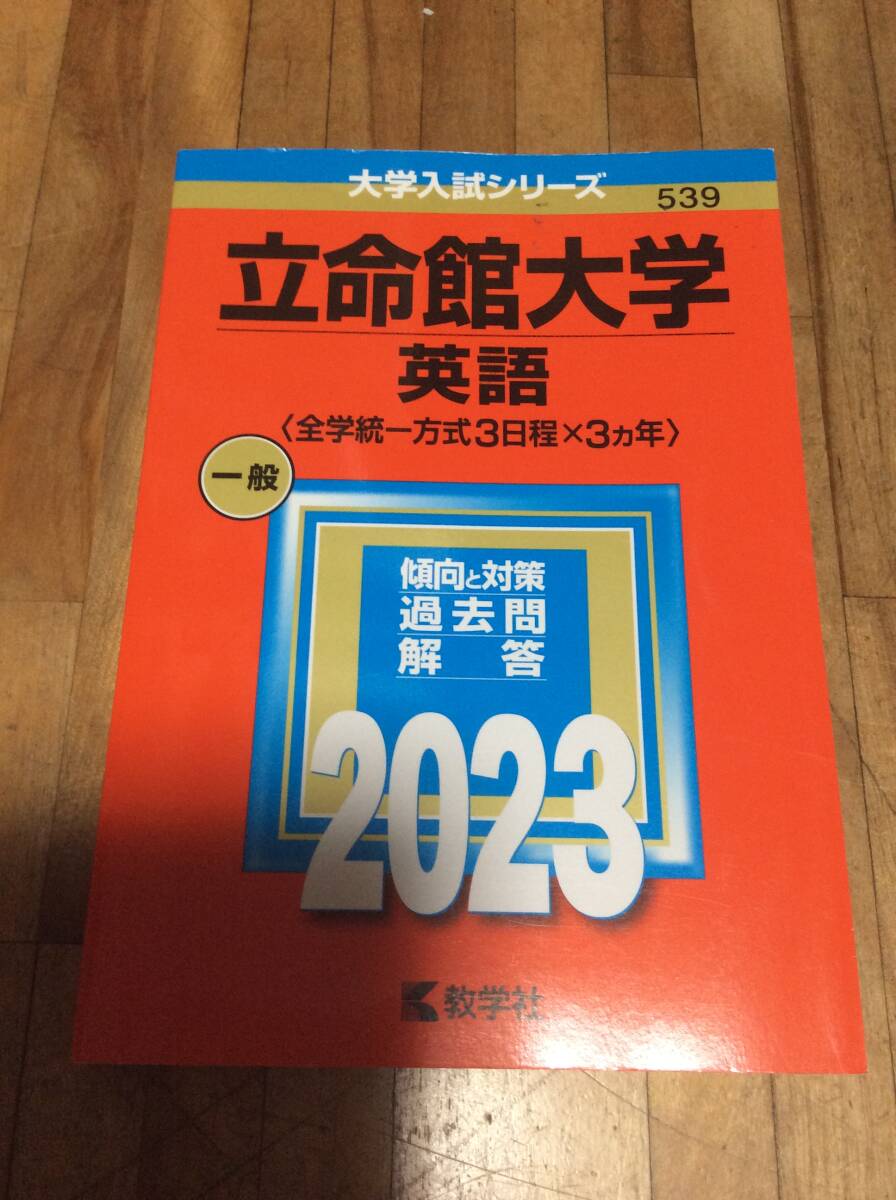 大学入試シリーズ
539
立命館大学
英語
〈全学統一方式3日程×3ヵ年〉
一般
傾向と対策
過去問
解答
2023
教学社